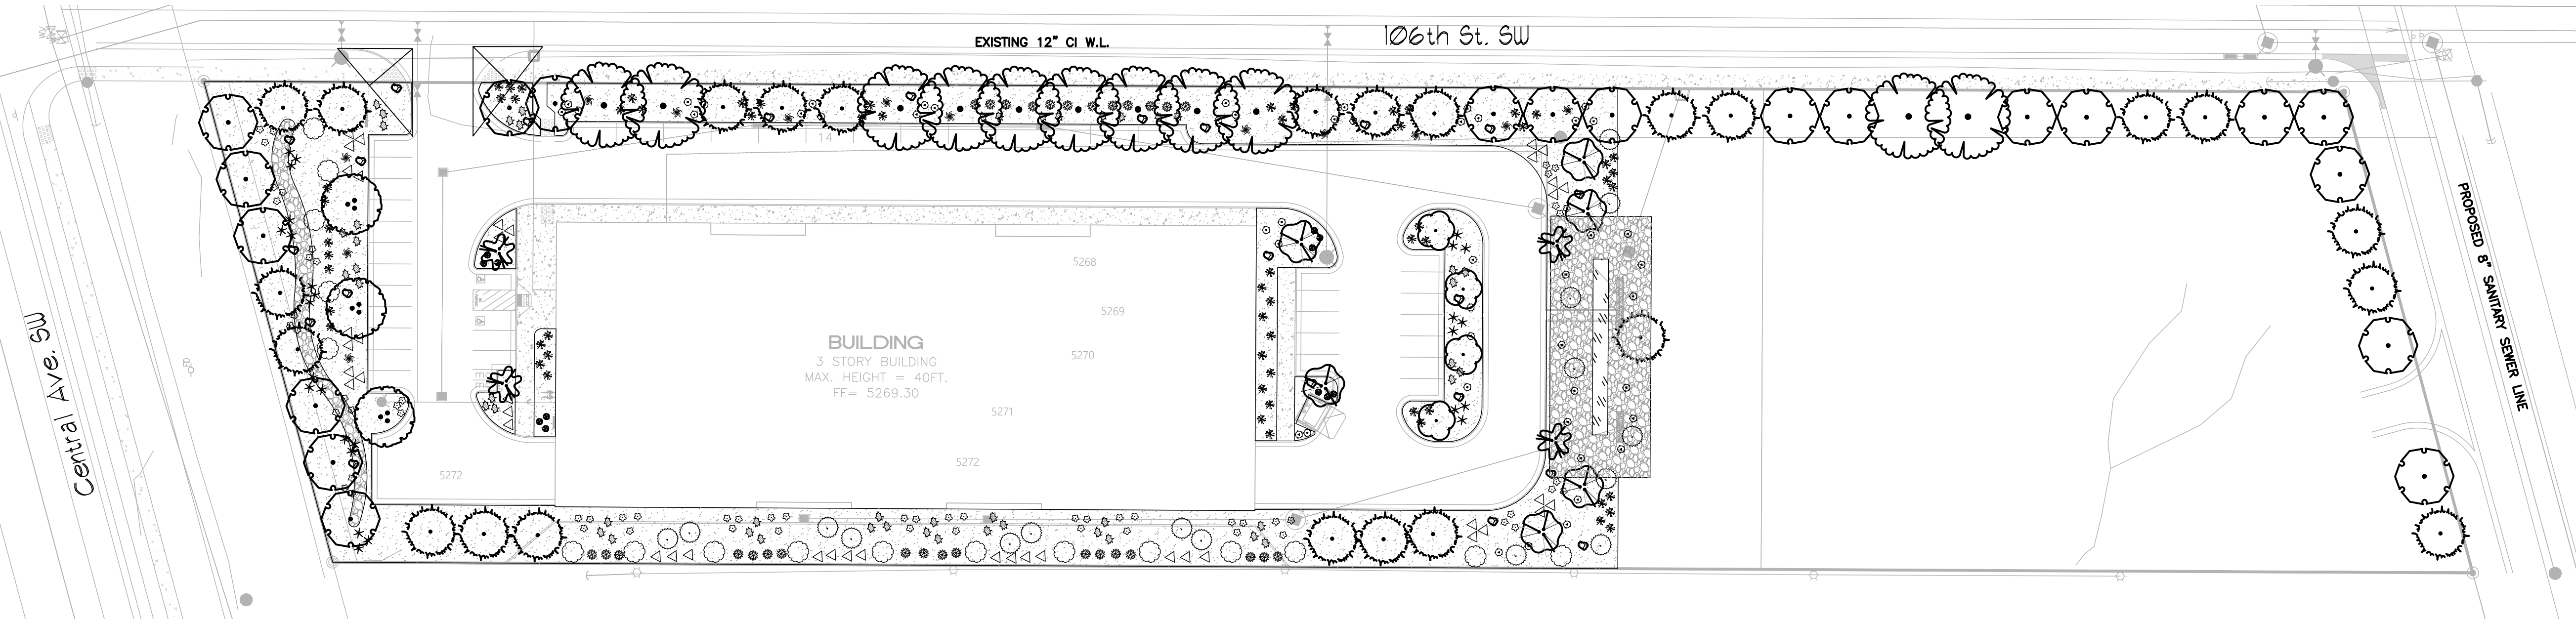 106th St. SW
EXISTING 12" CI W.L.
PROPOSED 8" SANITARY SEWER LINE
Central Ave. SW
5268
5269
BUILDING
3 STORY BUILDING
MAX. HEIGHT = 40FT.
FF= 5269.30
5270
5271
5272
5272
14